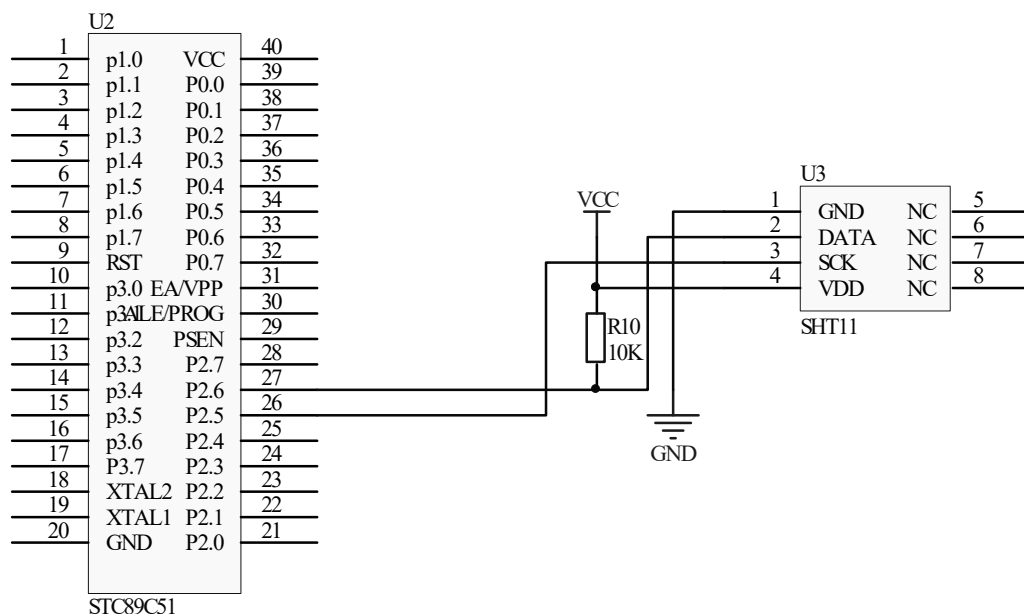 U2
1 p1.0 VCC 40
2 p1.1 P0.0 39
3 p1.2 P0.1 38
4 p1.3 P0.2 37
5 p1.4 P0.3 36
6 p1.5 P0.4 35
7 p1.6 P0.5 34
8 p1.7 P0.6 33
9 RST P0.7 32
10 p3.0 EA/VPP 31
11 p3.1 ALE/PROG 30
12 p3.2 PSEN 29
13 p3.3 P2.7 28
14 p3.4 P2.6 27
15 p3.5 P2.5 26
16 p3.6 P2.4 25
17 P3.7 P2.3 24
18 XTAL2 P2.2 23
19 XTAL1 P2.1 22
20 GND P2.0 21
STC89C51
VCC
R10
10K
GND
U3
1 GND NC 5
2 DATA NC 6
3 SCK NC 7
4 VDD NC 8
SHT11